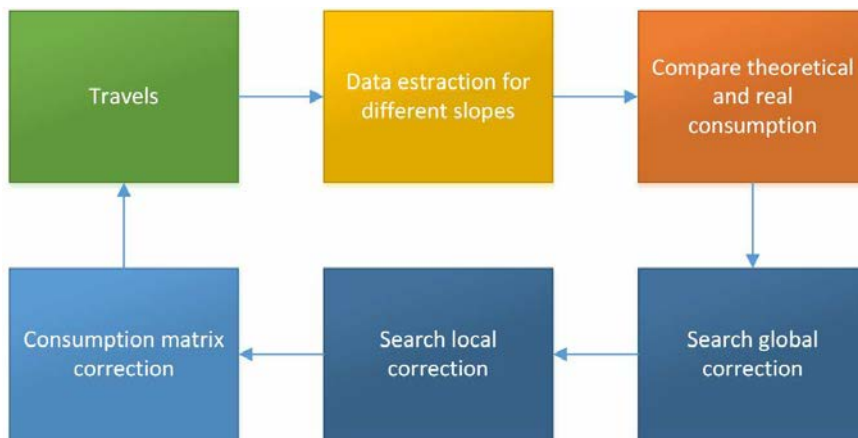 Travels
Data estraction for
different slopes
Compare theoretical
and real
consumption
Consumption matrix
correction
Search local
correction
Search global
correction